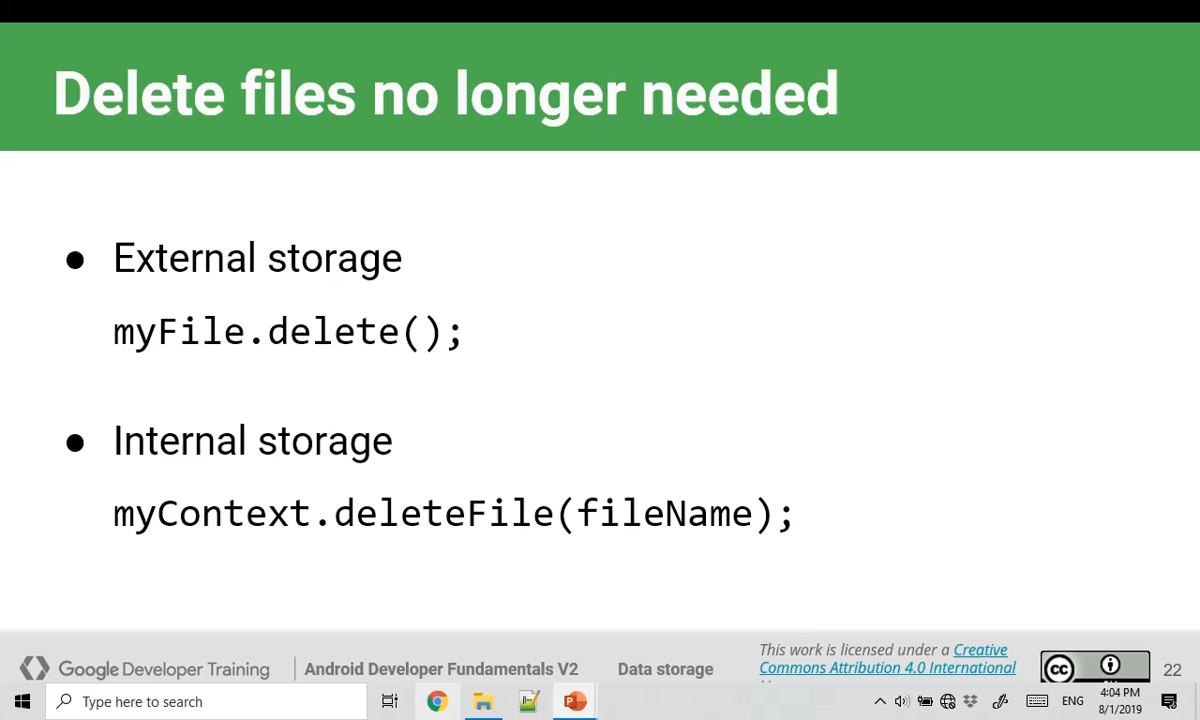 Delete files no longer needed
● External storage
myFile.delete();
● Internal storage
myContext.deleteFile(fileName);
Google Developer Training
Android Developer Fundamentals V2
Data storage
This work is licensed under a Creative
Commons Attribution 4.0 International
cc
22
Type here to search
ENG
4:04 PM
8/1/2019